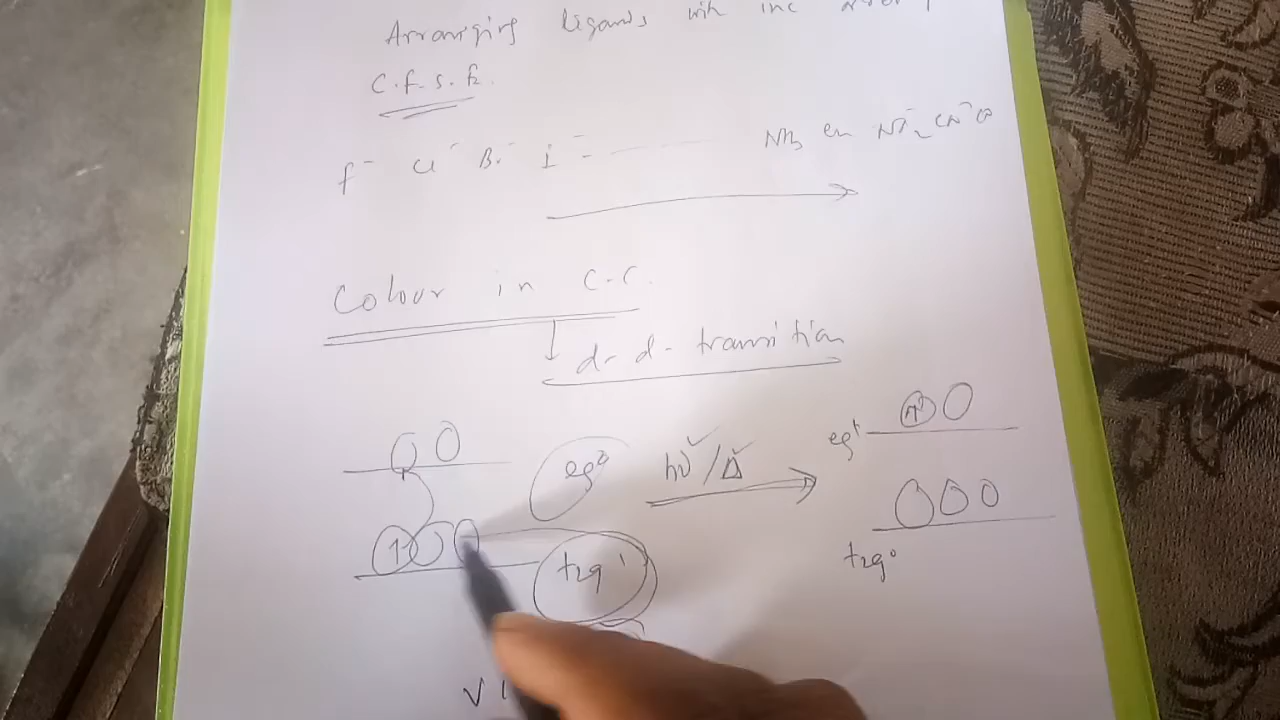 Arranging ligands with inc
C.f.s.E.
f⁻ Cl⁻ Br⁻ I⁻ ------- NH3 en NO2 CN⁻ CO
Colour in C.C.
d-d-transition
eg⁰ hν/Δ eg¹
t2g¹ t2g⁰